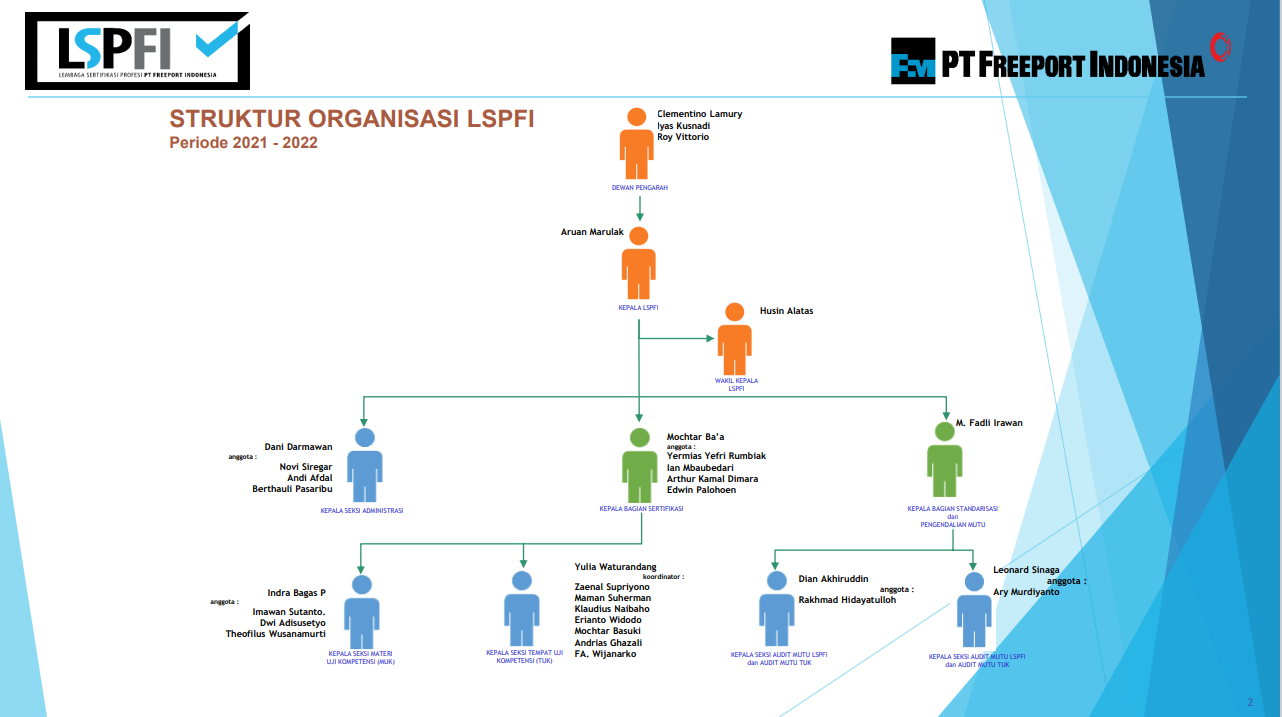 LSPFI
LEMBAGA SERTIFIKASI PROFESI PT FREEPORT INDONESIA
PT FREEPORT INDONESIA
STRUKTUR ORGANISASI LSPFI
Periode 2021 - 2022
Clementino Lamury
Iyas Kusnadi
Roy Vittorio
DEWAN PENGARAH
Aruan Marulak
KEPALA LSPFI
Husin Alatas
WAKIL KEPALA
LSPFI
Dani Darmawan
anggota :
Novi Siregar
Andi Afdal
Berthauli Pasaribu
KEPALA SEKSI ADMINISTRASI
Mochtar Ba’a
anggota :
Yermias Yefri Rumbiak
Ian Mbaubedari
Arthur Kamal Dimara
Edwin Palohoen
KEPALA BAGIAN SERTIFIKASI
M. Fadli Irawan
KEPALA BAGIAN STANDARISASI
dan
PENGENDALIAN MUTU
Indra Bagas P
anggota :
Imawan Sutanto.
Dwi Adisusetyo
Theofilus Wusanamurti
KEPALA SEKSI MATERI
UJI KOMPETENSI (MUK)
Yulia Waturandang
koordinator :
Zaenal Supriyono
Maman Suherman
Klaudius Naibaho
Erianto Widodo
Mochtar Basuki
Andrias Ghazali
FA. Wijanarko
KEPALA SEKSI TEMPAT UJI
KOMPETENSI (TUK)
Dian Akhiruddin
anggota :
Rakhmad Hidayatulloh
KEPALA SEKSI AUDIT MUTU LSPFI
dan AUDIT MUTU TUK
Leonard Sinaga
anggota :
Ary Murdiyanto
KEPALA SEKSI AUDIT MUTU LSPFI
dan AUDIT MUTU TUK
2